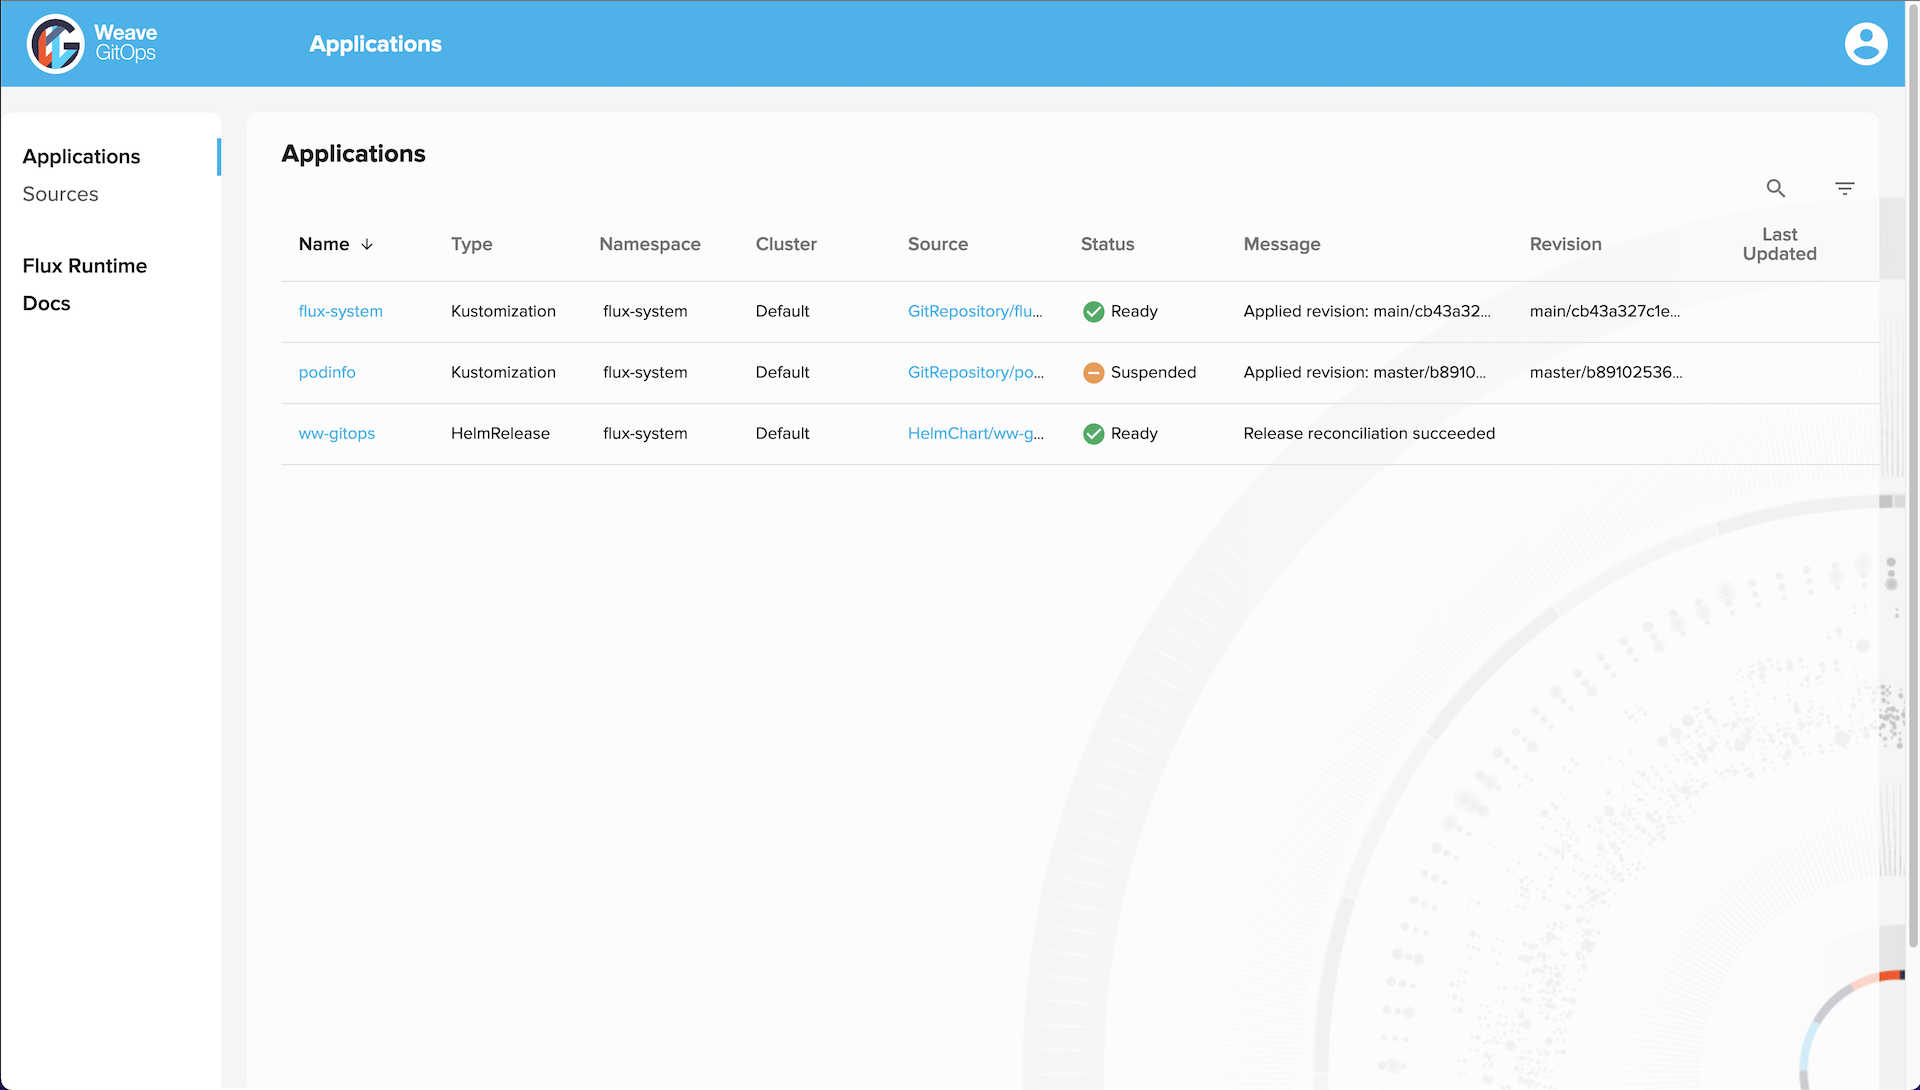 Weave
GitOps
Applications
Applications
Sources
Flux Runtime
Docs
Applications
Name Type Namespace Cluster Source Status Message Revision Last Updated
flux-system Kustomization flux-system Default GitRepository/flu... Ready Applied revision: main/cb43a32... main/cb43a327c1e...
podinfo Kustomization flux-system Default GitRepository/po... Suspended Applied revision: master/b8910... master/b89102536...
ww-gitops HelmRelease flux-system Default HelmChart/ww-g... Ready Release reconciliation succeeded